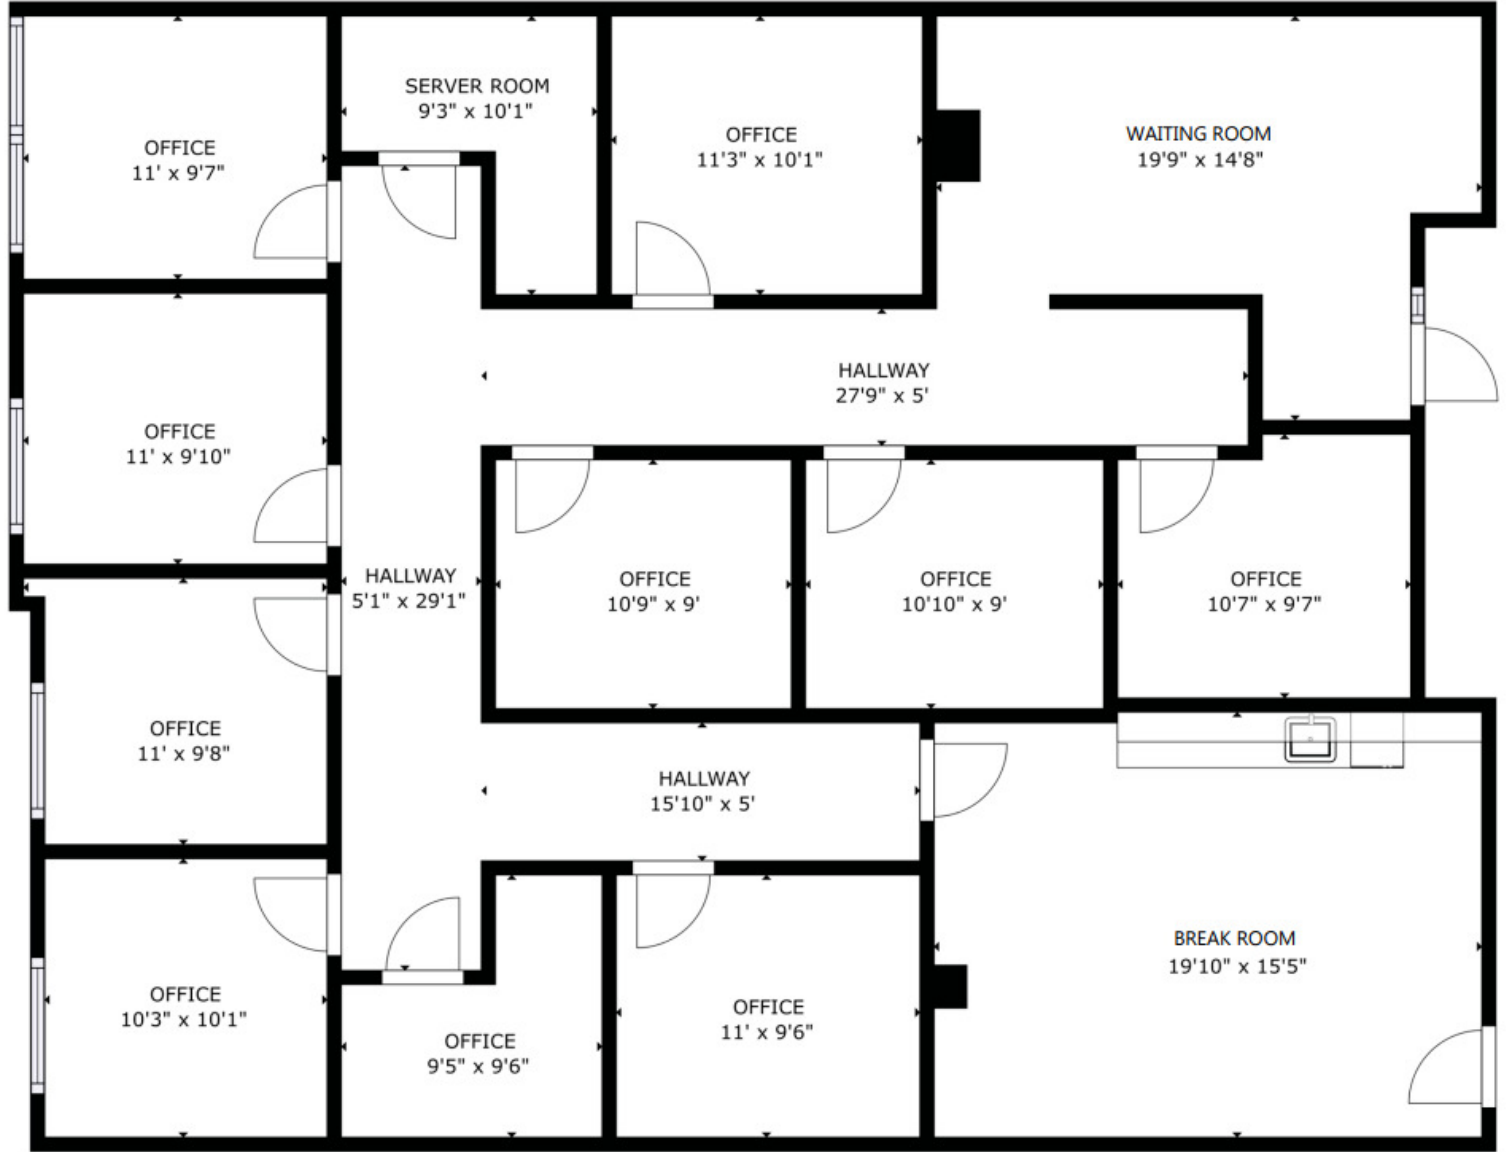 SERVER ROOM
9'3" x 10'1"
OFFICE
11' x 9'7"
OFFICE
11'3" x 10'1"
WAITING ROOM
19'9" x 14'8"
HALLWAY
27'9" x 5'
OFFICE
11' x 9'10"
HALLWAY
5'1" x 29'1"
OFFICE
10'9" x 9'
OFFICE
10'10" x 9'
OFFICE
10'7" x 9'7"
OFFICE
11' x 9'8"
HALLWAY
15'10" x 5'
BREAK ROOM
19'10" x 15'5"
OFFICE
10'3" x 10'1"
OFFICE
9'5" x 9'6"
OFFICE
11' x 9'6"